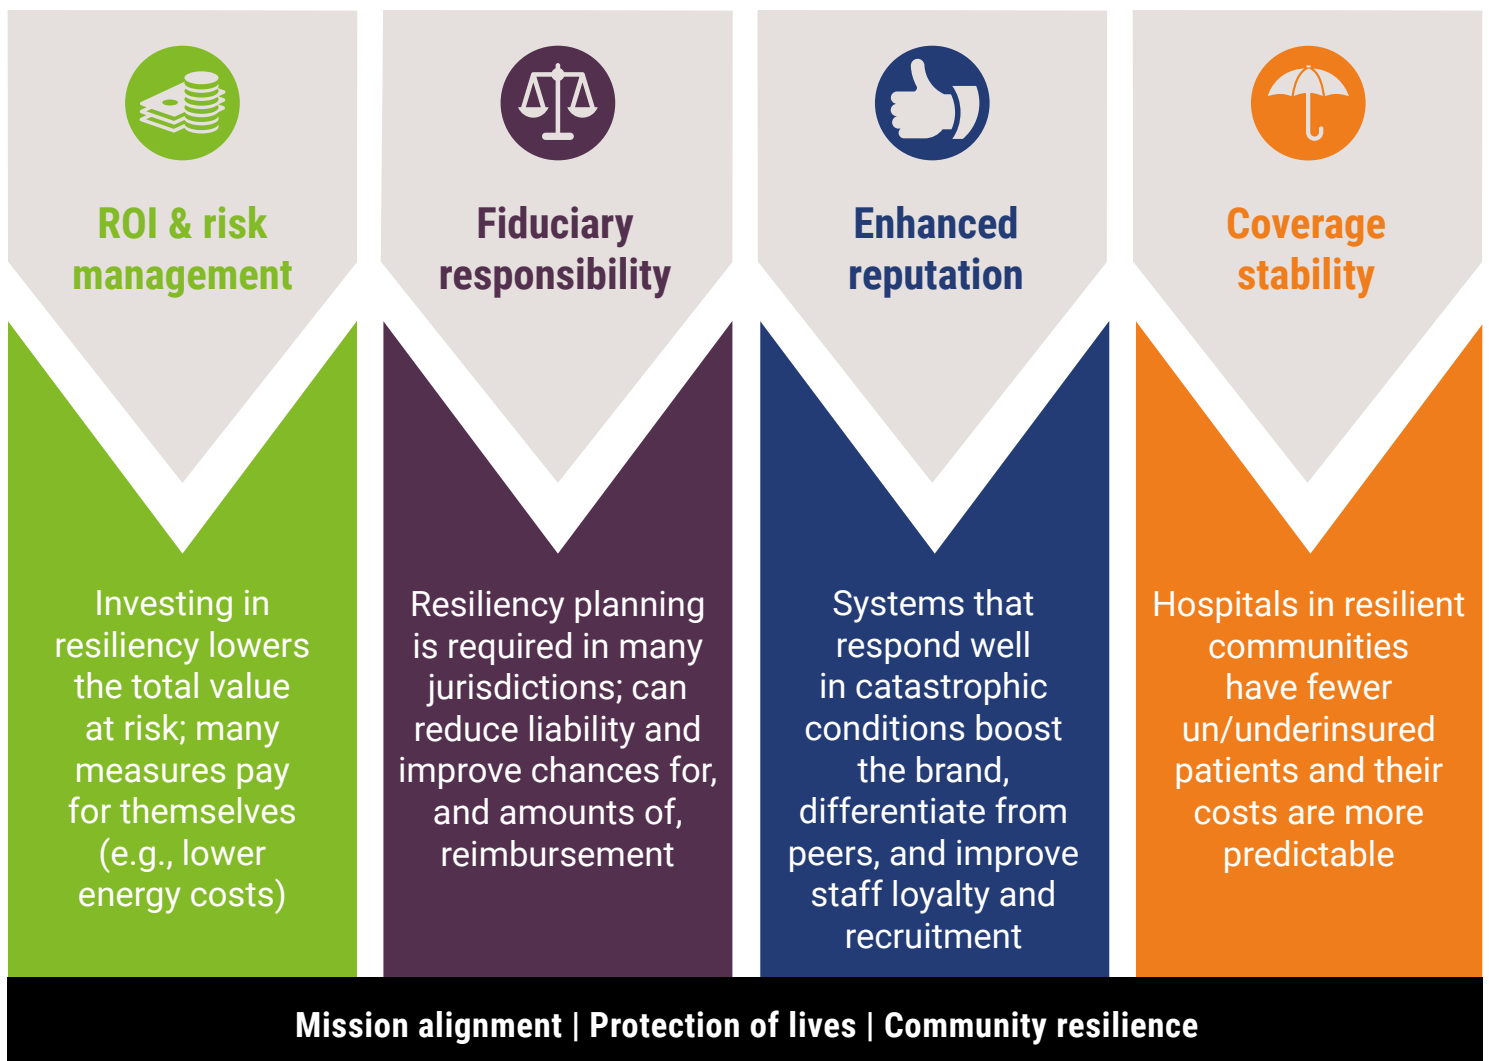 ROI & risk
management
Investing in
resiliency lowers
the total value
at risk; many
measures pay
for themselves
(e.g., lower
energy costs)
Fiduciary
responsibility
Resiliency planning
is required in many
jurisdictions; can
reduce liability and
improve chances for,
and amounts of,
reimbursement
Enhanced
reputation
Systems that
respond well
in catastrophic
conditions boost
the brand,
differentiate from
peers, and improve
staff loyalty and
recruitment
Coverage
stability
Hospitals in resilient
communities
have fewer
un/underinsured
patients and their
costs are more
predictable
Mission alignment | Protection of lives | Community resilience